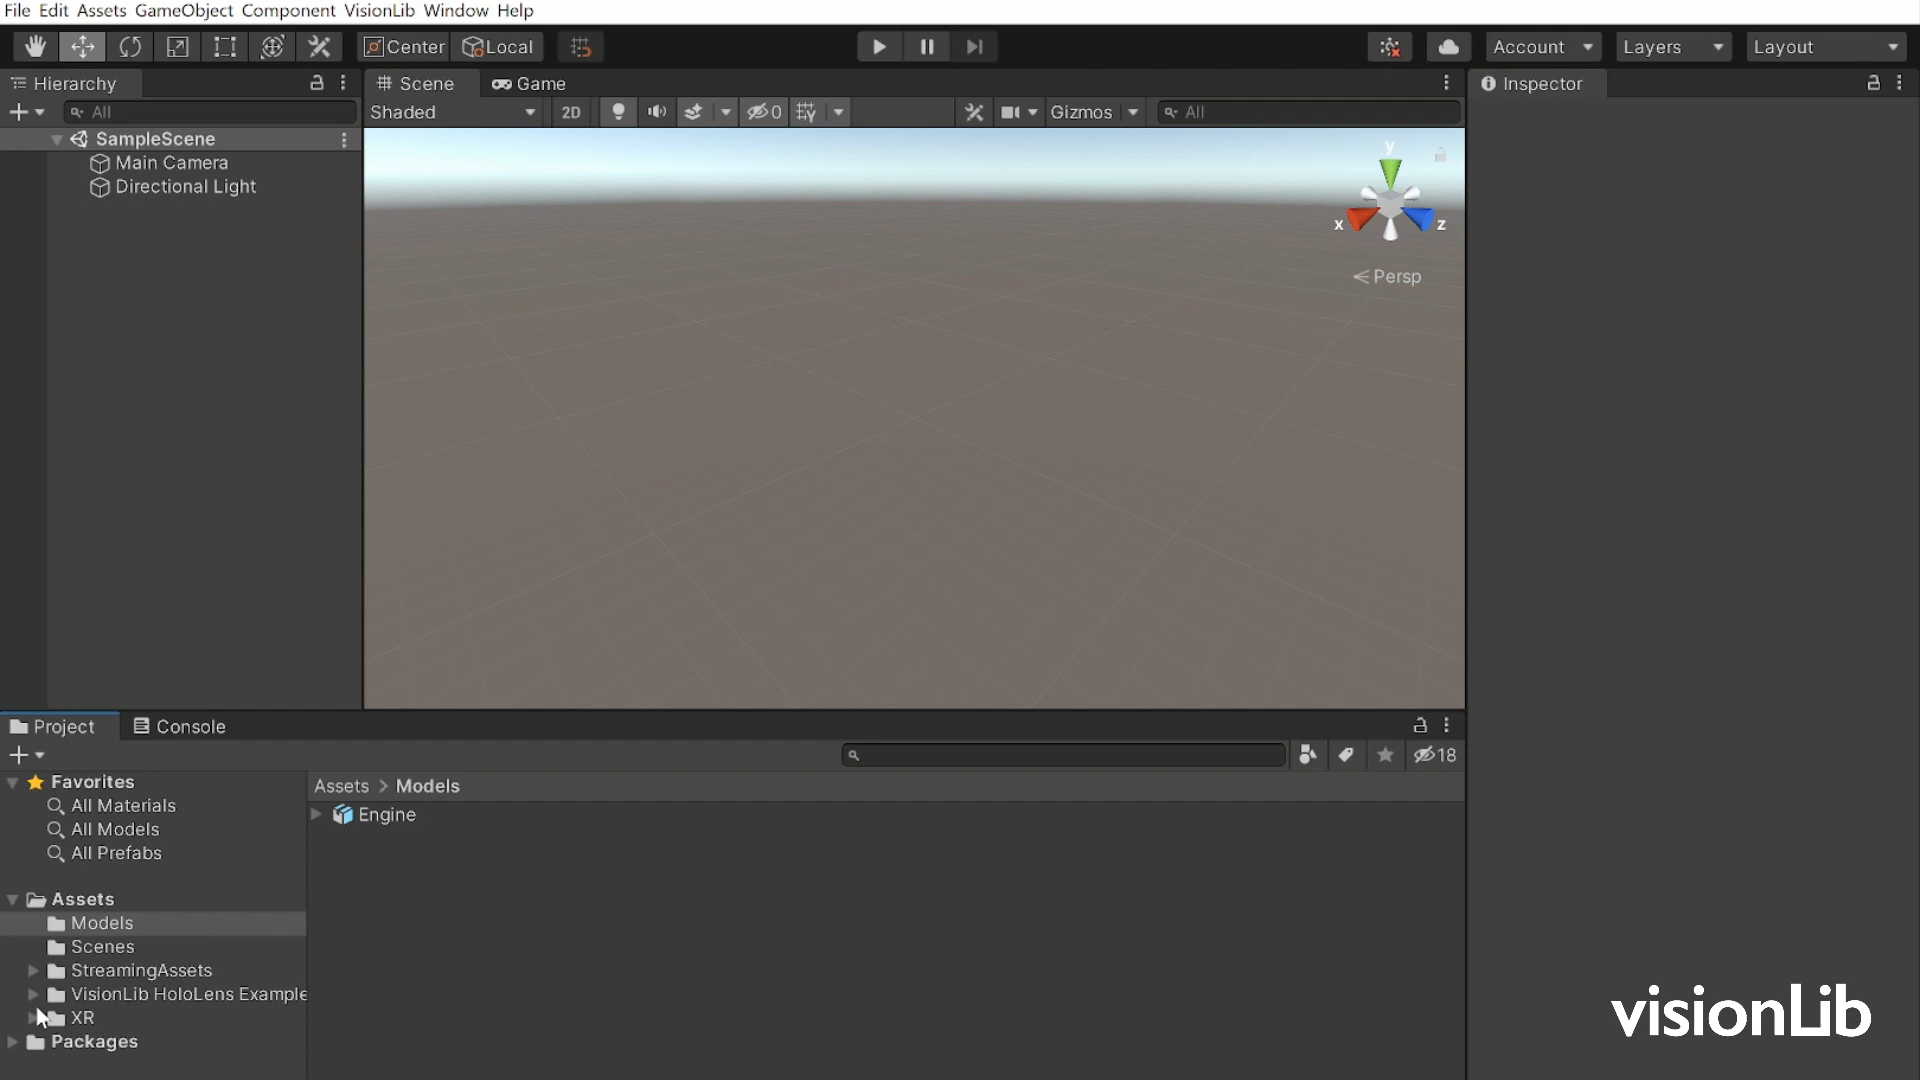 File Edit Assets GameObject Component VisionLib Window Help
Center Local Account Layers Layout
Hierarchy Scene Game Inspector
All Shaded 2D 0 Gizmos All
SampleScene
Main Camera
Directional Light
y
x z
Persp
Project Console
18
Favorites
All Materials
All Models
All Prefabs
Assets > Models
Engine
Assets
Models
Scenes
StreamingAssets
VisionLib HoloLens Example
XR
Packages
visionLib